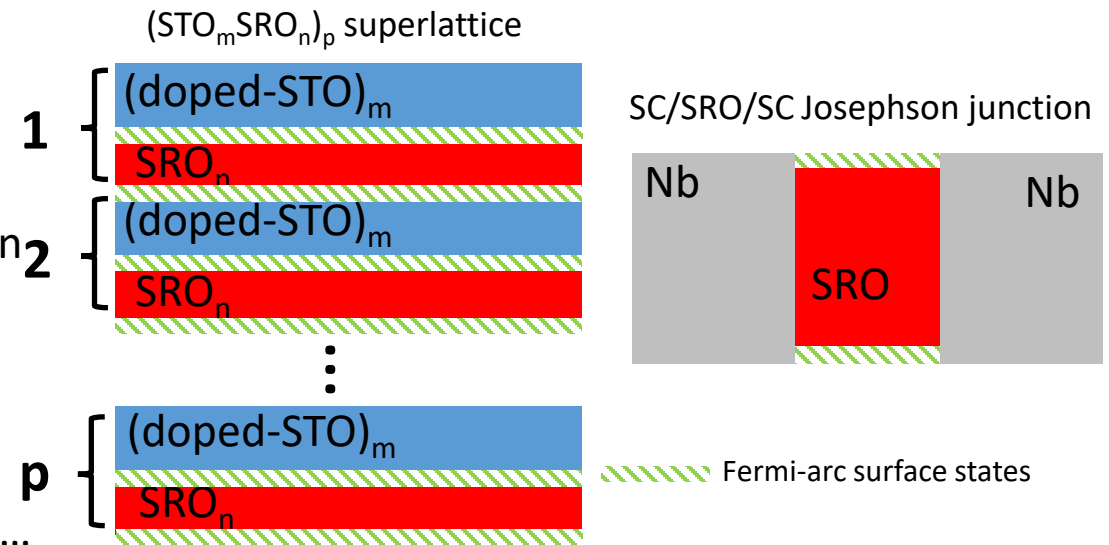 (STOmSROn)p superlattice
1
(doped-STO)m
SROn
n2
(doped-STO)m
SROn
p
(doped-STO)m
SROn
...
SC/SRO/SC Josephson junction
Nb
Nb
SRO
Fermi-arc surface states